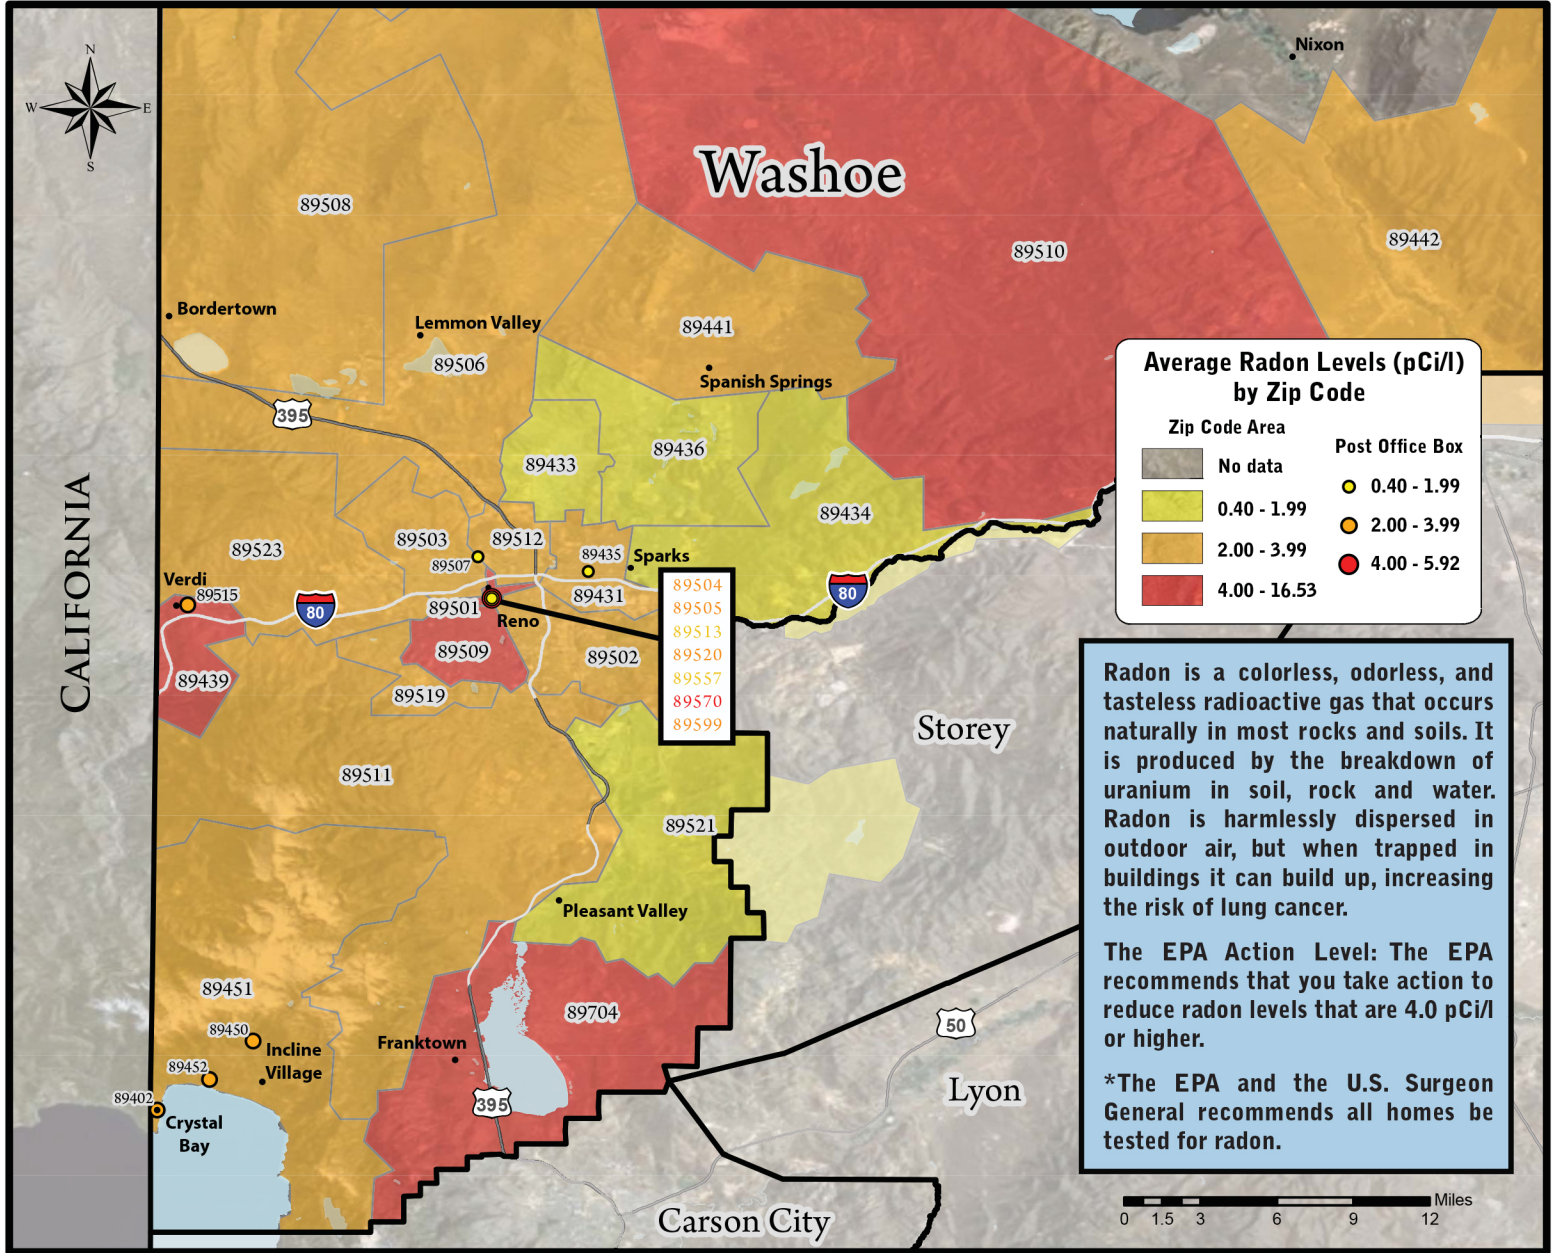 N
W
E
S
Nixon
Washoe
89508
89510
89442
Bordertown
Lemmon Valley
89441
89506
Spanish Springs
395
89433
89436
89434
CALIFORNIA
89523
89503
89512
89507
89435
Sparks
Verdi
89515
80
89501
89431
Reno
80
89509
89502
89439
89519
89504
89505
89513
89520
89557
89570
89599
Storey
89511
89521
Pleasant Valley
89451
89450
89704
Franktown
Incline
Village
89452
89402
Crystal
Bay
395
50
Lyon
Carson City
Average Radon Levels (pCi/l)
by Zip Code
Zip Code Area
No data
0.40 - 1.99
2.00 - 3.99
4.00 - 16.53
Post Office Box
0.40 - 1.99
2.00 - 3.99
4.00 - 5.92
Radon is a colorless, odorless, and
tasteless radioactive gas that occurs
naturally in most rocks and soils. It
is produced by the breakdown of
uranium in soil, rock and water.
Radon is harmlessly dispersed in
outdoor air, but when trapped in
buildings it can build up, increasing
the risk of lung cancer.
The EPA Action Level: The EPA
recommends that you take action to
reduce radon levels that are 4.0 pCi/l
or higher.
*The EPA and the U.S. Surgeon
General recommends all homes be
tested for radon.
Miles
0 1.5 3 6 9 12